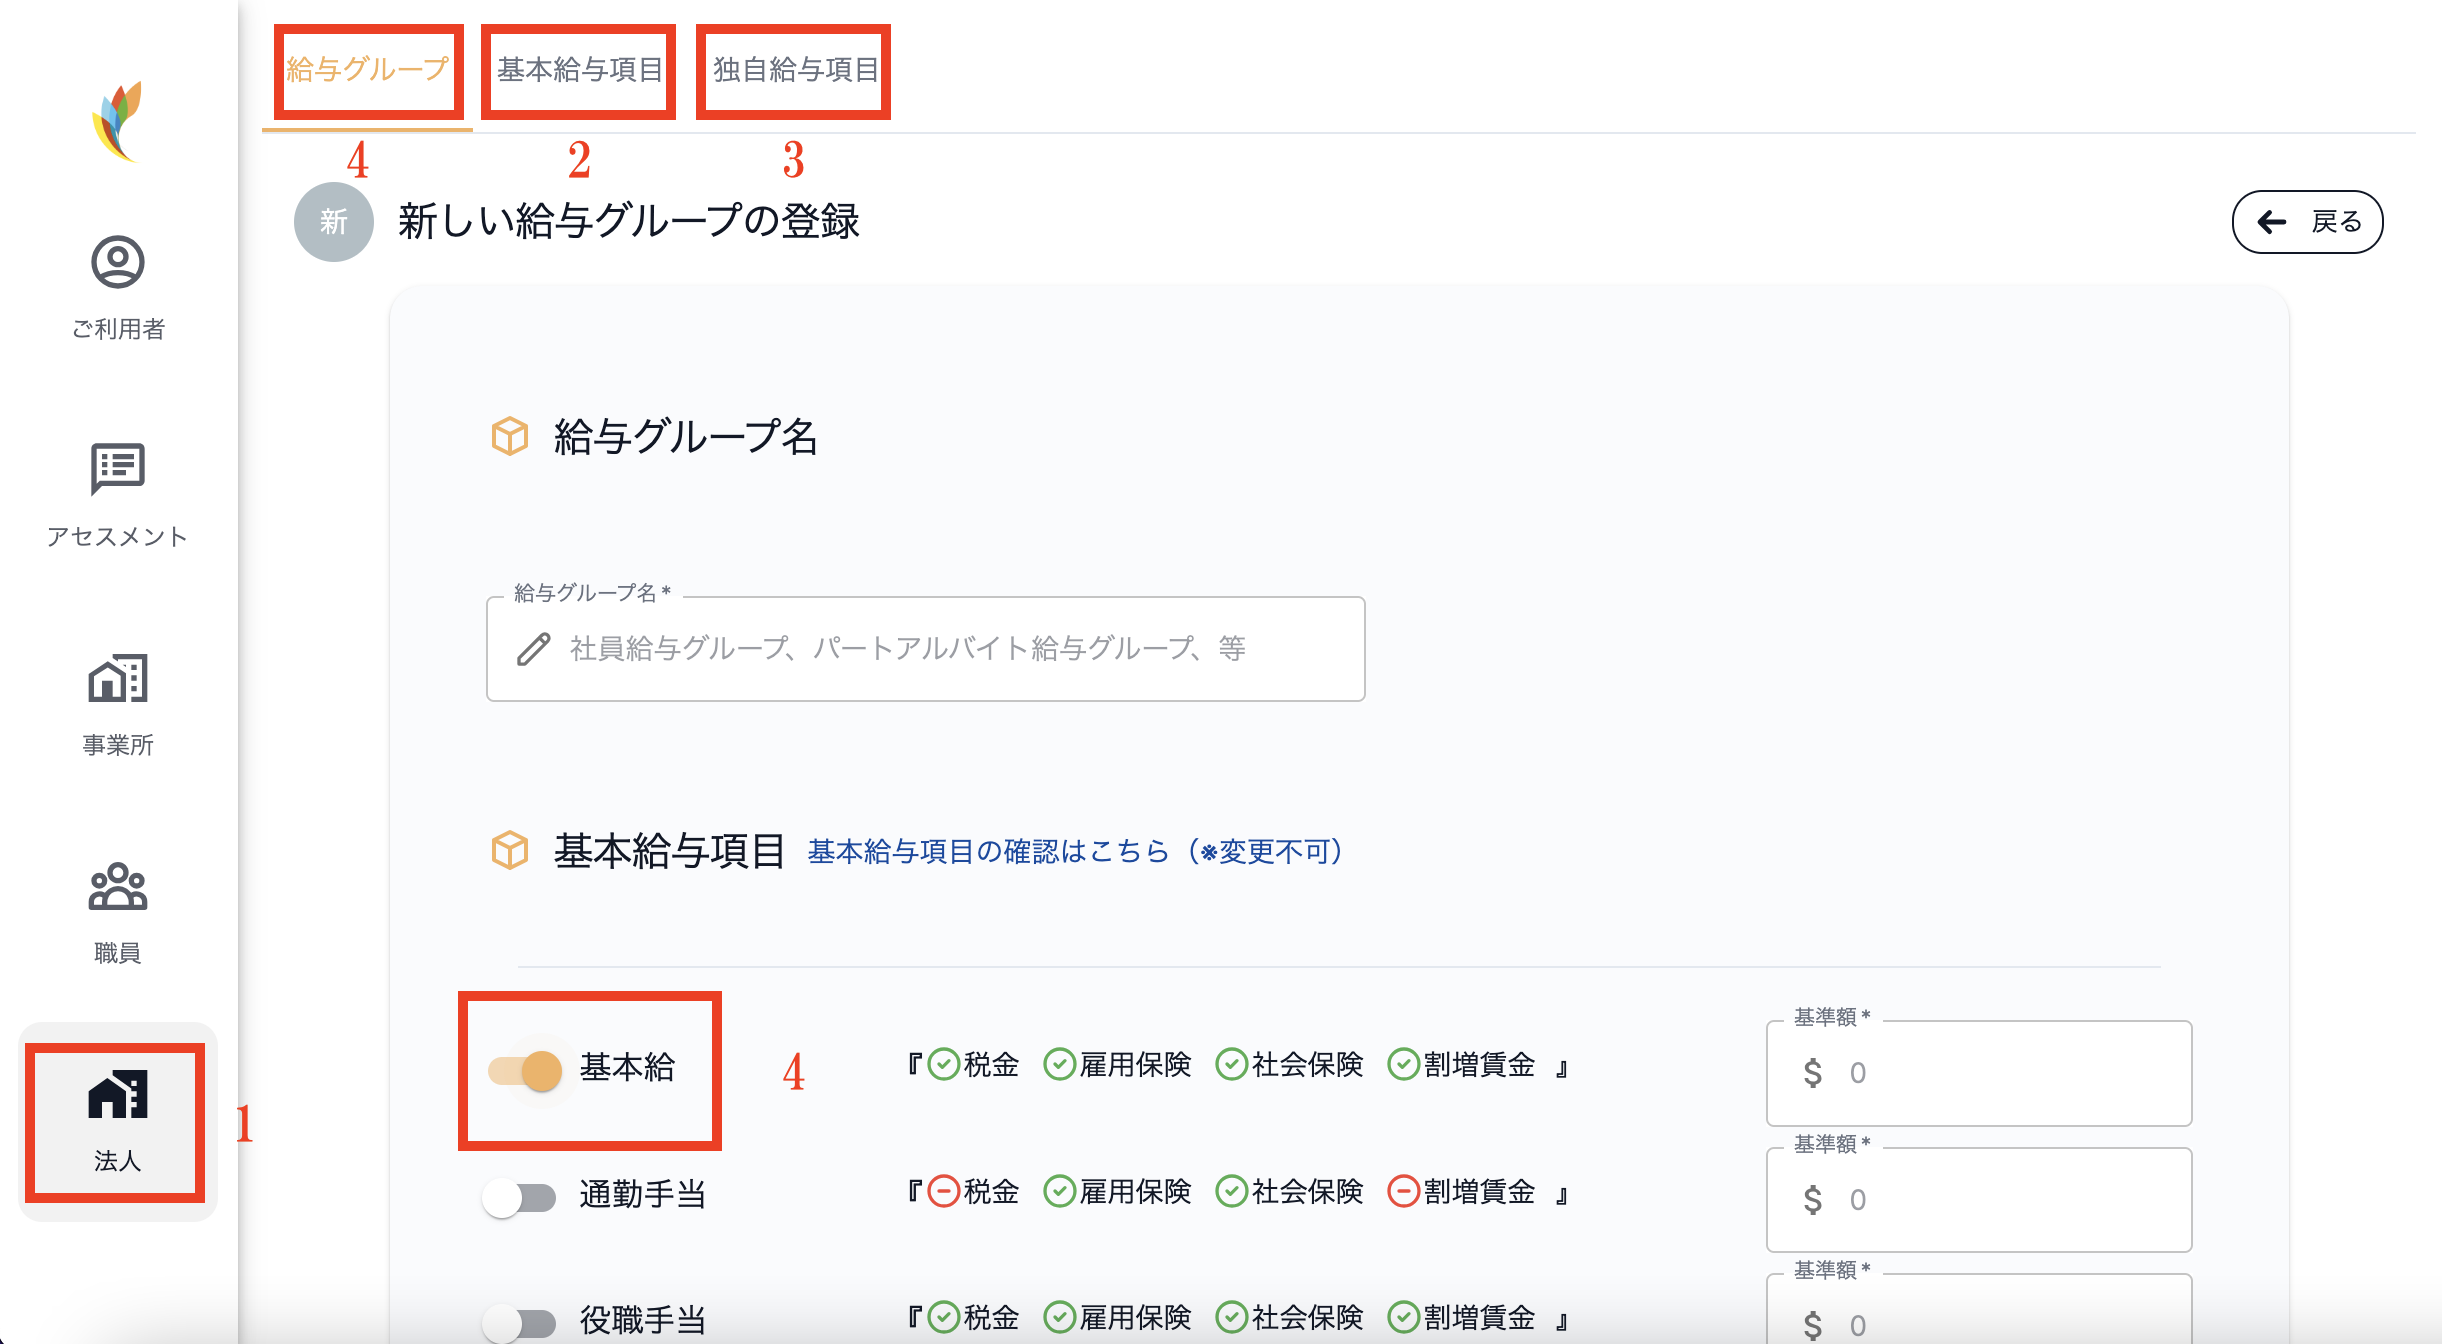 給与グループ 基本給与項目 独自給与項目
4 2 3
新 新しい給与グループの登録 戻る
ご利用者
アセスメント
事業所
職員
法人
1
給与グループ名
給与グループ名 *
社員給与グループ、パートアルバイト給与グループ、等
基本給与項目 基本給与項目の確認はこちら（※変更不可）
基本給 4 『税金 雇用保険 社会保険 割増賃金 』 基準額 * $ 0
通勤手当 『税金 雇用保険 社会保険 割増賃金 』 基準額 * $ 0
役職手当 『税金 雇用保険 社会保険 割増賃金 』 基準額 * $ 0